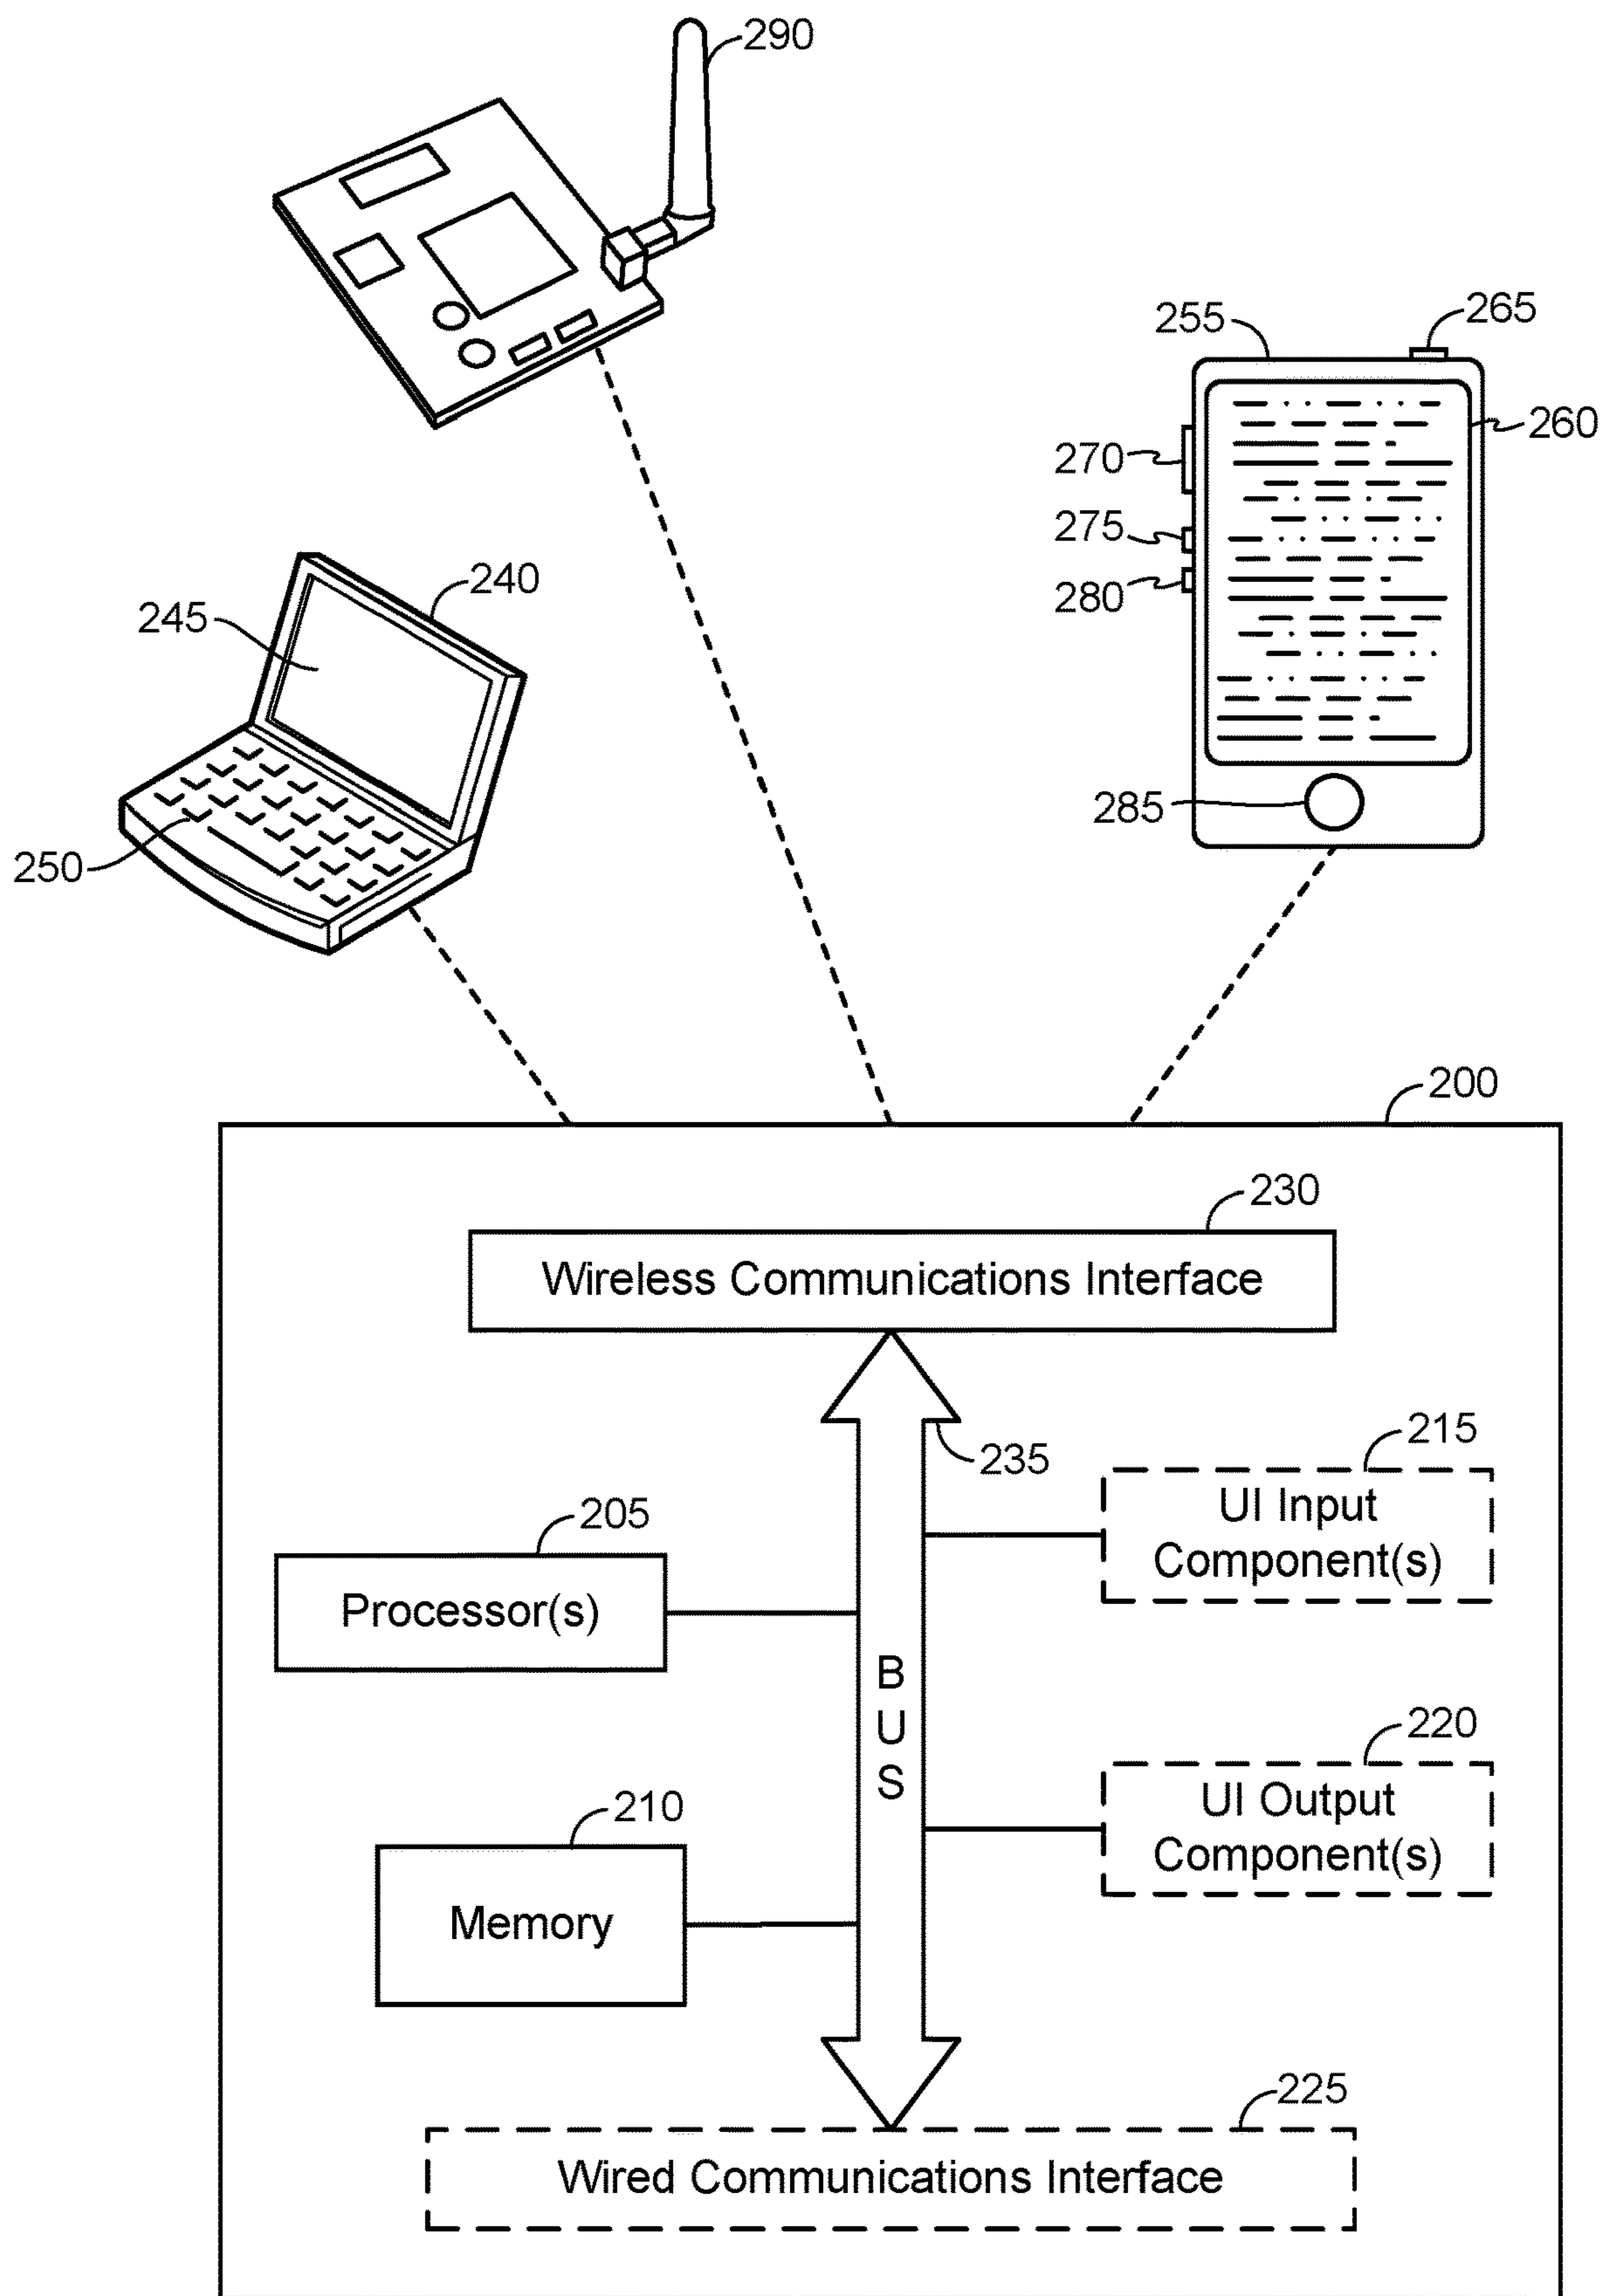 290
255
265
260
270
275
280
285
240
245
250
200
230
Wireless Communications Interface
235
215
UI Input
Component(s)
205
Processor(s)
B
U
S
220
UI Output
Component(s)
210
Memory
225
Wired Communications Interface